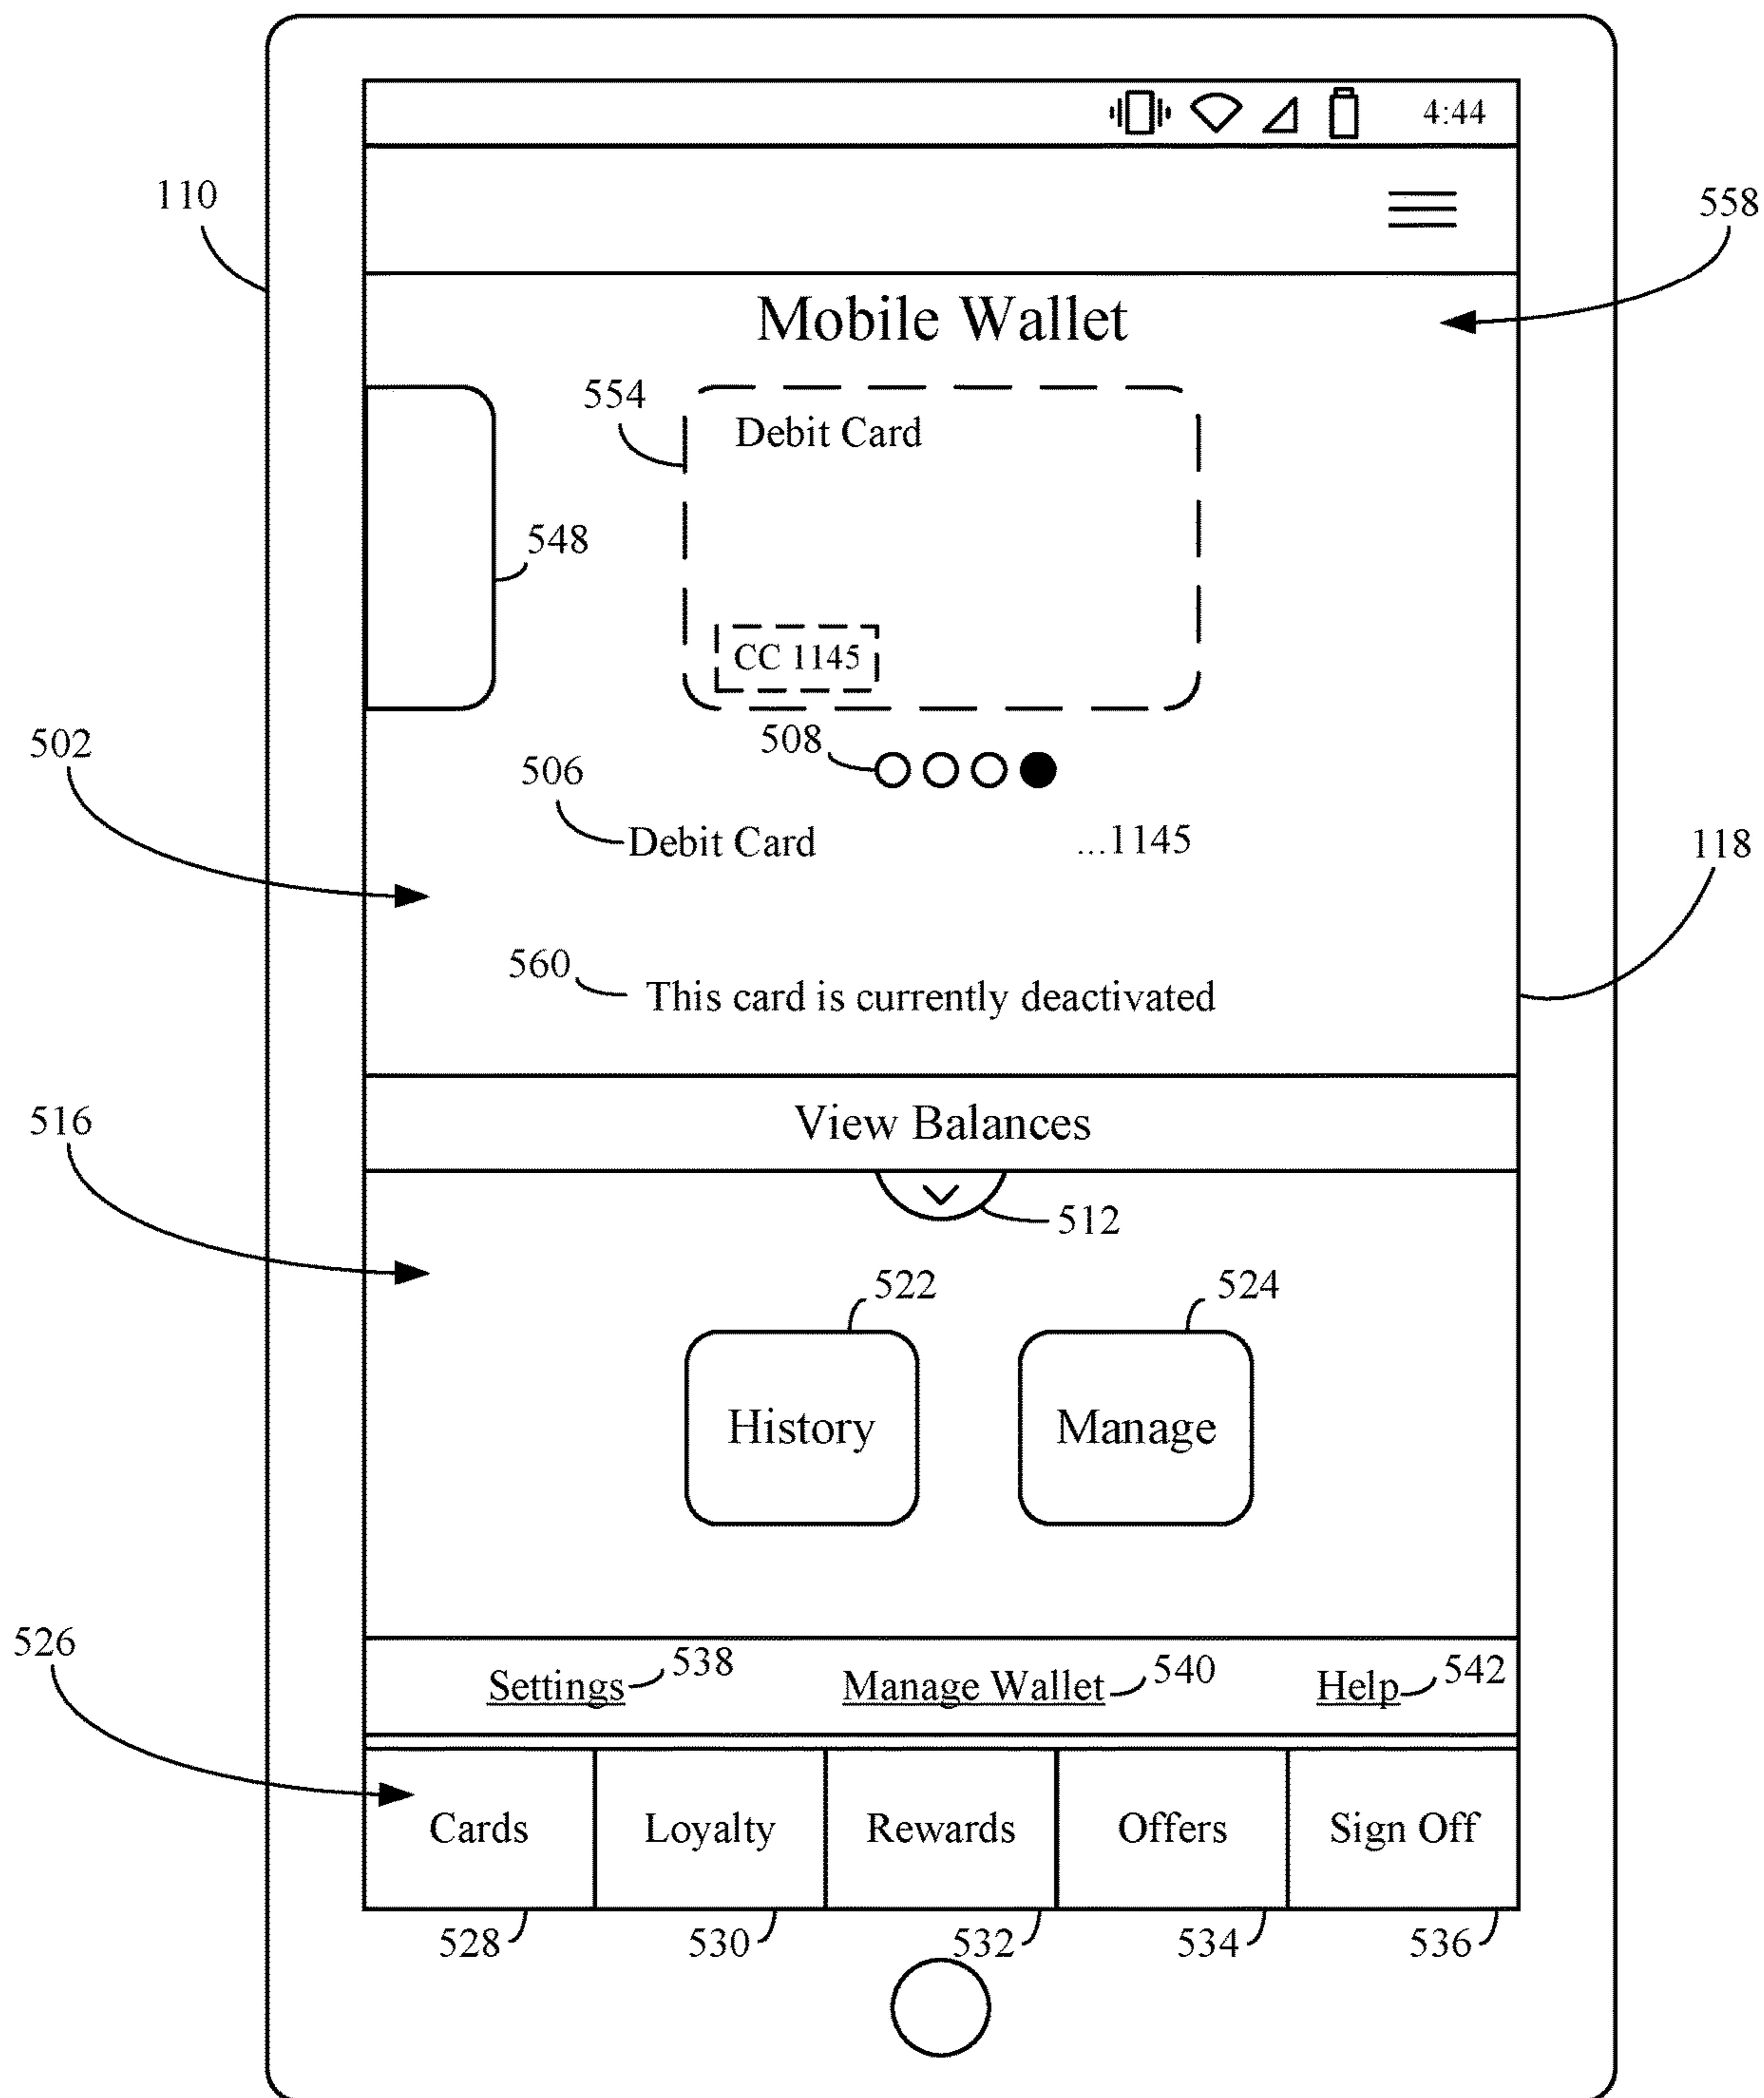 4:44
110
558
Mobile Wallet
554
Debit Card
548
CC 1145
502
508
506
Debit Card ...1145
118
560
This card is currently deactivated
516
View Balances
512
522 524
History Manage
526
Settings 538 Manage Wallet 540 Help 542
Cards Loyalty Rewards Offers Sign Off
528 530 532 534 536